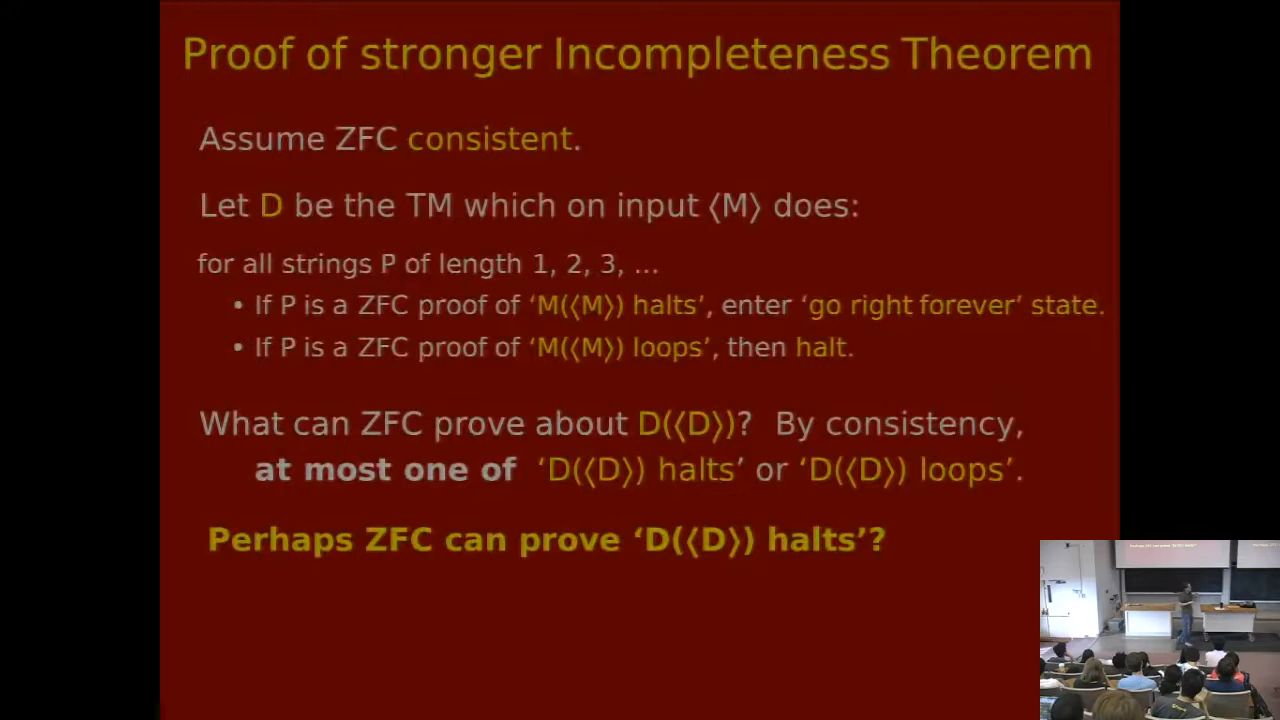 Proof of stronger Incompleteness Theorem
Assume ZFC consistent.
Let D be the TM which on input ⟨M⟩ does:
for all strings P of length 1, 2, 3, …
• If P is a ZFC proof of ‘M(⟨M⟩) halts’, enter ‘go right forever’ state.
• If P is a ZFC proof of ‘M(⟨M⟩) loops’, then halt.
What can ZFC prove about D(⟨D⟩)? By consistency,
at most one of ‘D(⟨D⟩) halts’ or ‘D(⟨D⟩) loops’.
Perhaps ZFC can prove ‘D(⟨D⟩) halts’?